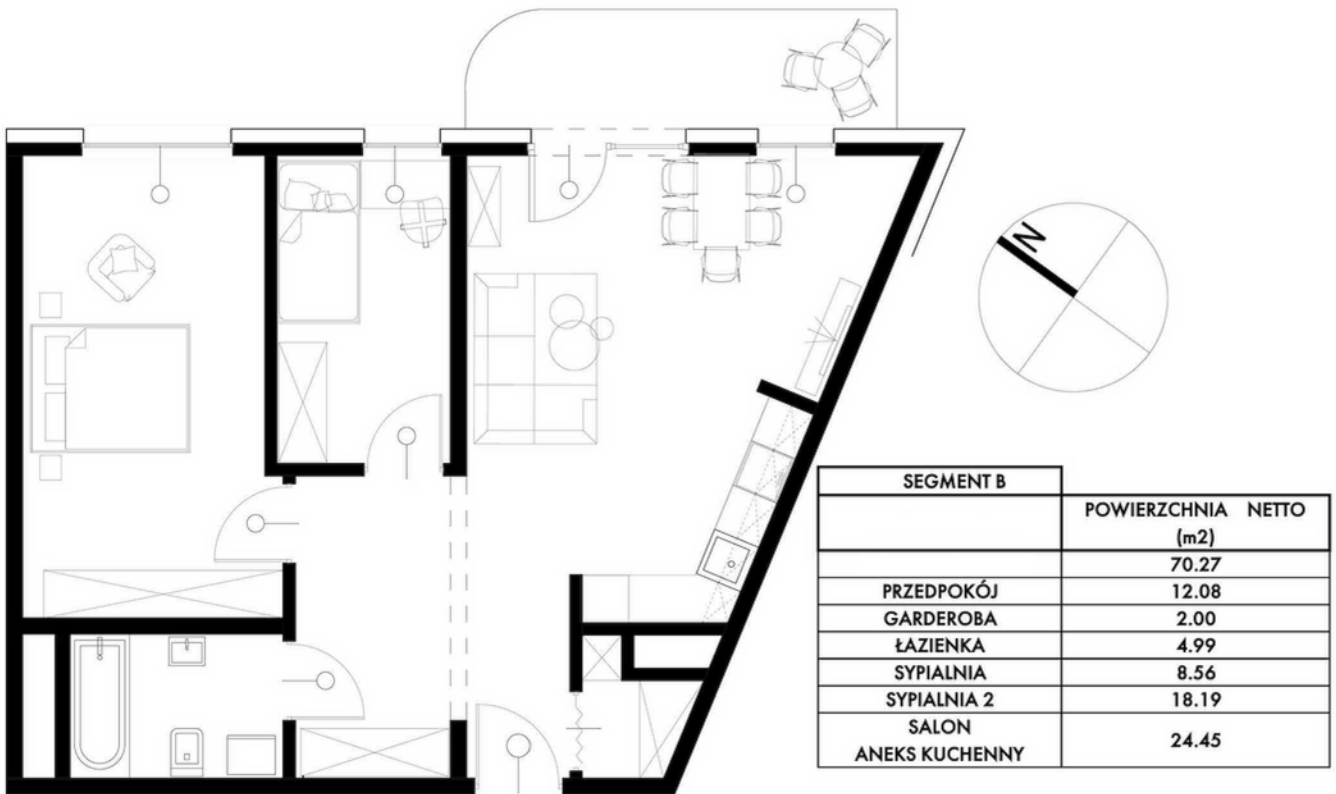 N
SEGMENT B
POWIERZCHNIA NETTO
(m2)
70.27
PRZEDPOKÓJ 12.08
GARDEROBA 2.00
ŁAZIENKA 4.99
SYPIALNIA 8.56
SYPIALNIA 2 18.19
SALON
ANEKS KUCHENNY 24.45